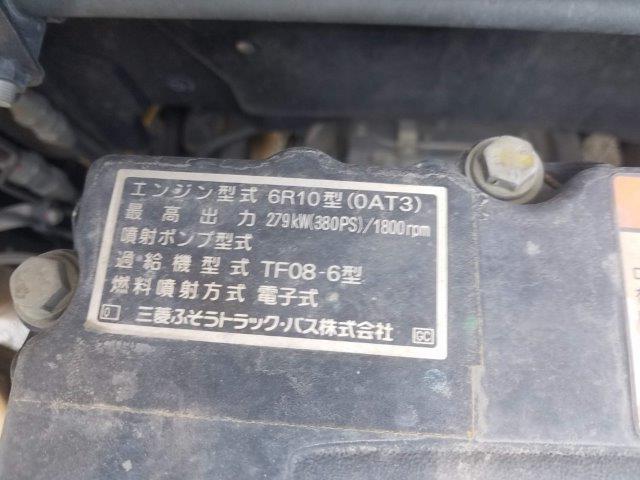 エンジン型式 6R10型(0AT3)
最高出力 279kW(380PS)/1800rpm
噴射ポンプ型式
過給機型式 TF08-6型
燃料噴射方式 電子式
0 三菱ふそうトラック・バス株式会社 GC